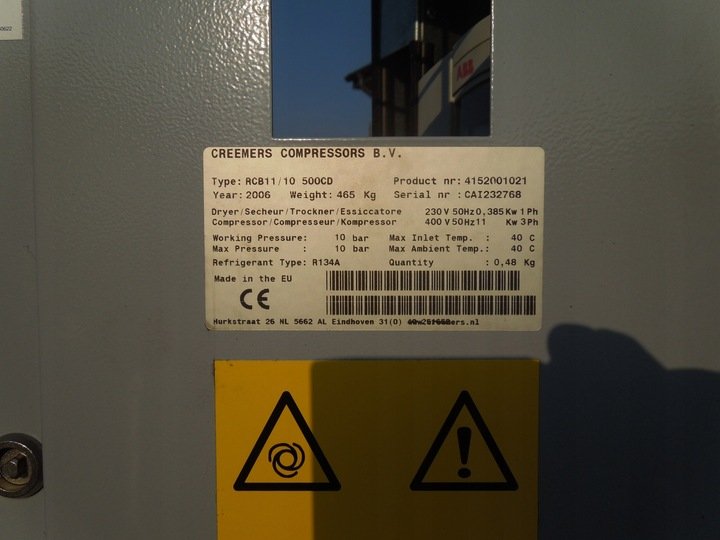 ABB
CREEMERS COMPRESSORS B.V.
Type: RCB11/10 500CD Product nr: 4152001021
Year: 2006 Weight: 465 Kg Serial nr : CAI232768
Dryer/Secheur/Trockner/Essiccatore 230 V 50Hz 0,385 Kw 1 Ph
Compressor/Compresseur/Kompressor 400 V 50Hz 11 Kw 3 Ph
Working Pressure: 10 bar Max Inlet Temp. : 40 C
Max Pressure : 10 bar Max Ambient Temp.: 40 C
Refrigerant Type: R134A Quantity : 0,48 Kg
Made in the EU
CE
Hurkstraat 26 NL 5662 AL Eindhoven 31(0)